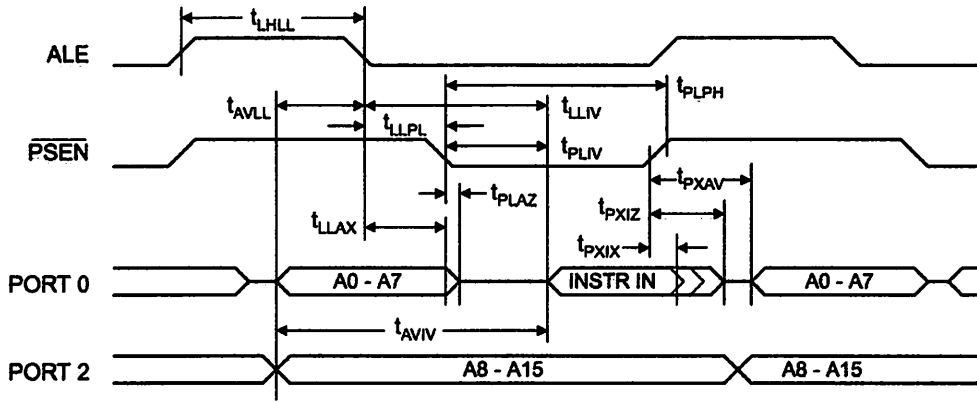 tLHLL
ALE
tPLPH
tAVLL
tLLIV
tLLPL
PSEN
tPLIV
tPXAV
tPLAZ
tPXIZ
tLLAX
tPXIX
PORT 0
A0 - A7
INSTR IN
A0 - A7
tAVIV
PORT 2
A8 - A15
A8 - A15